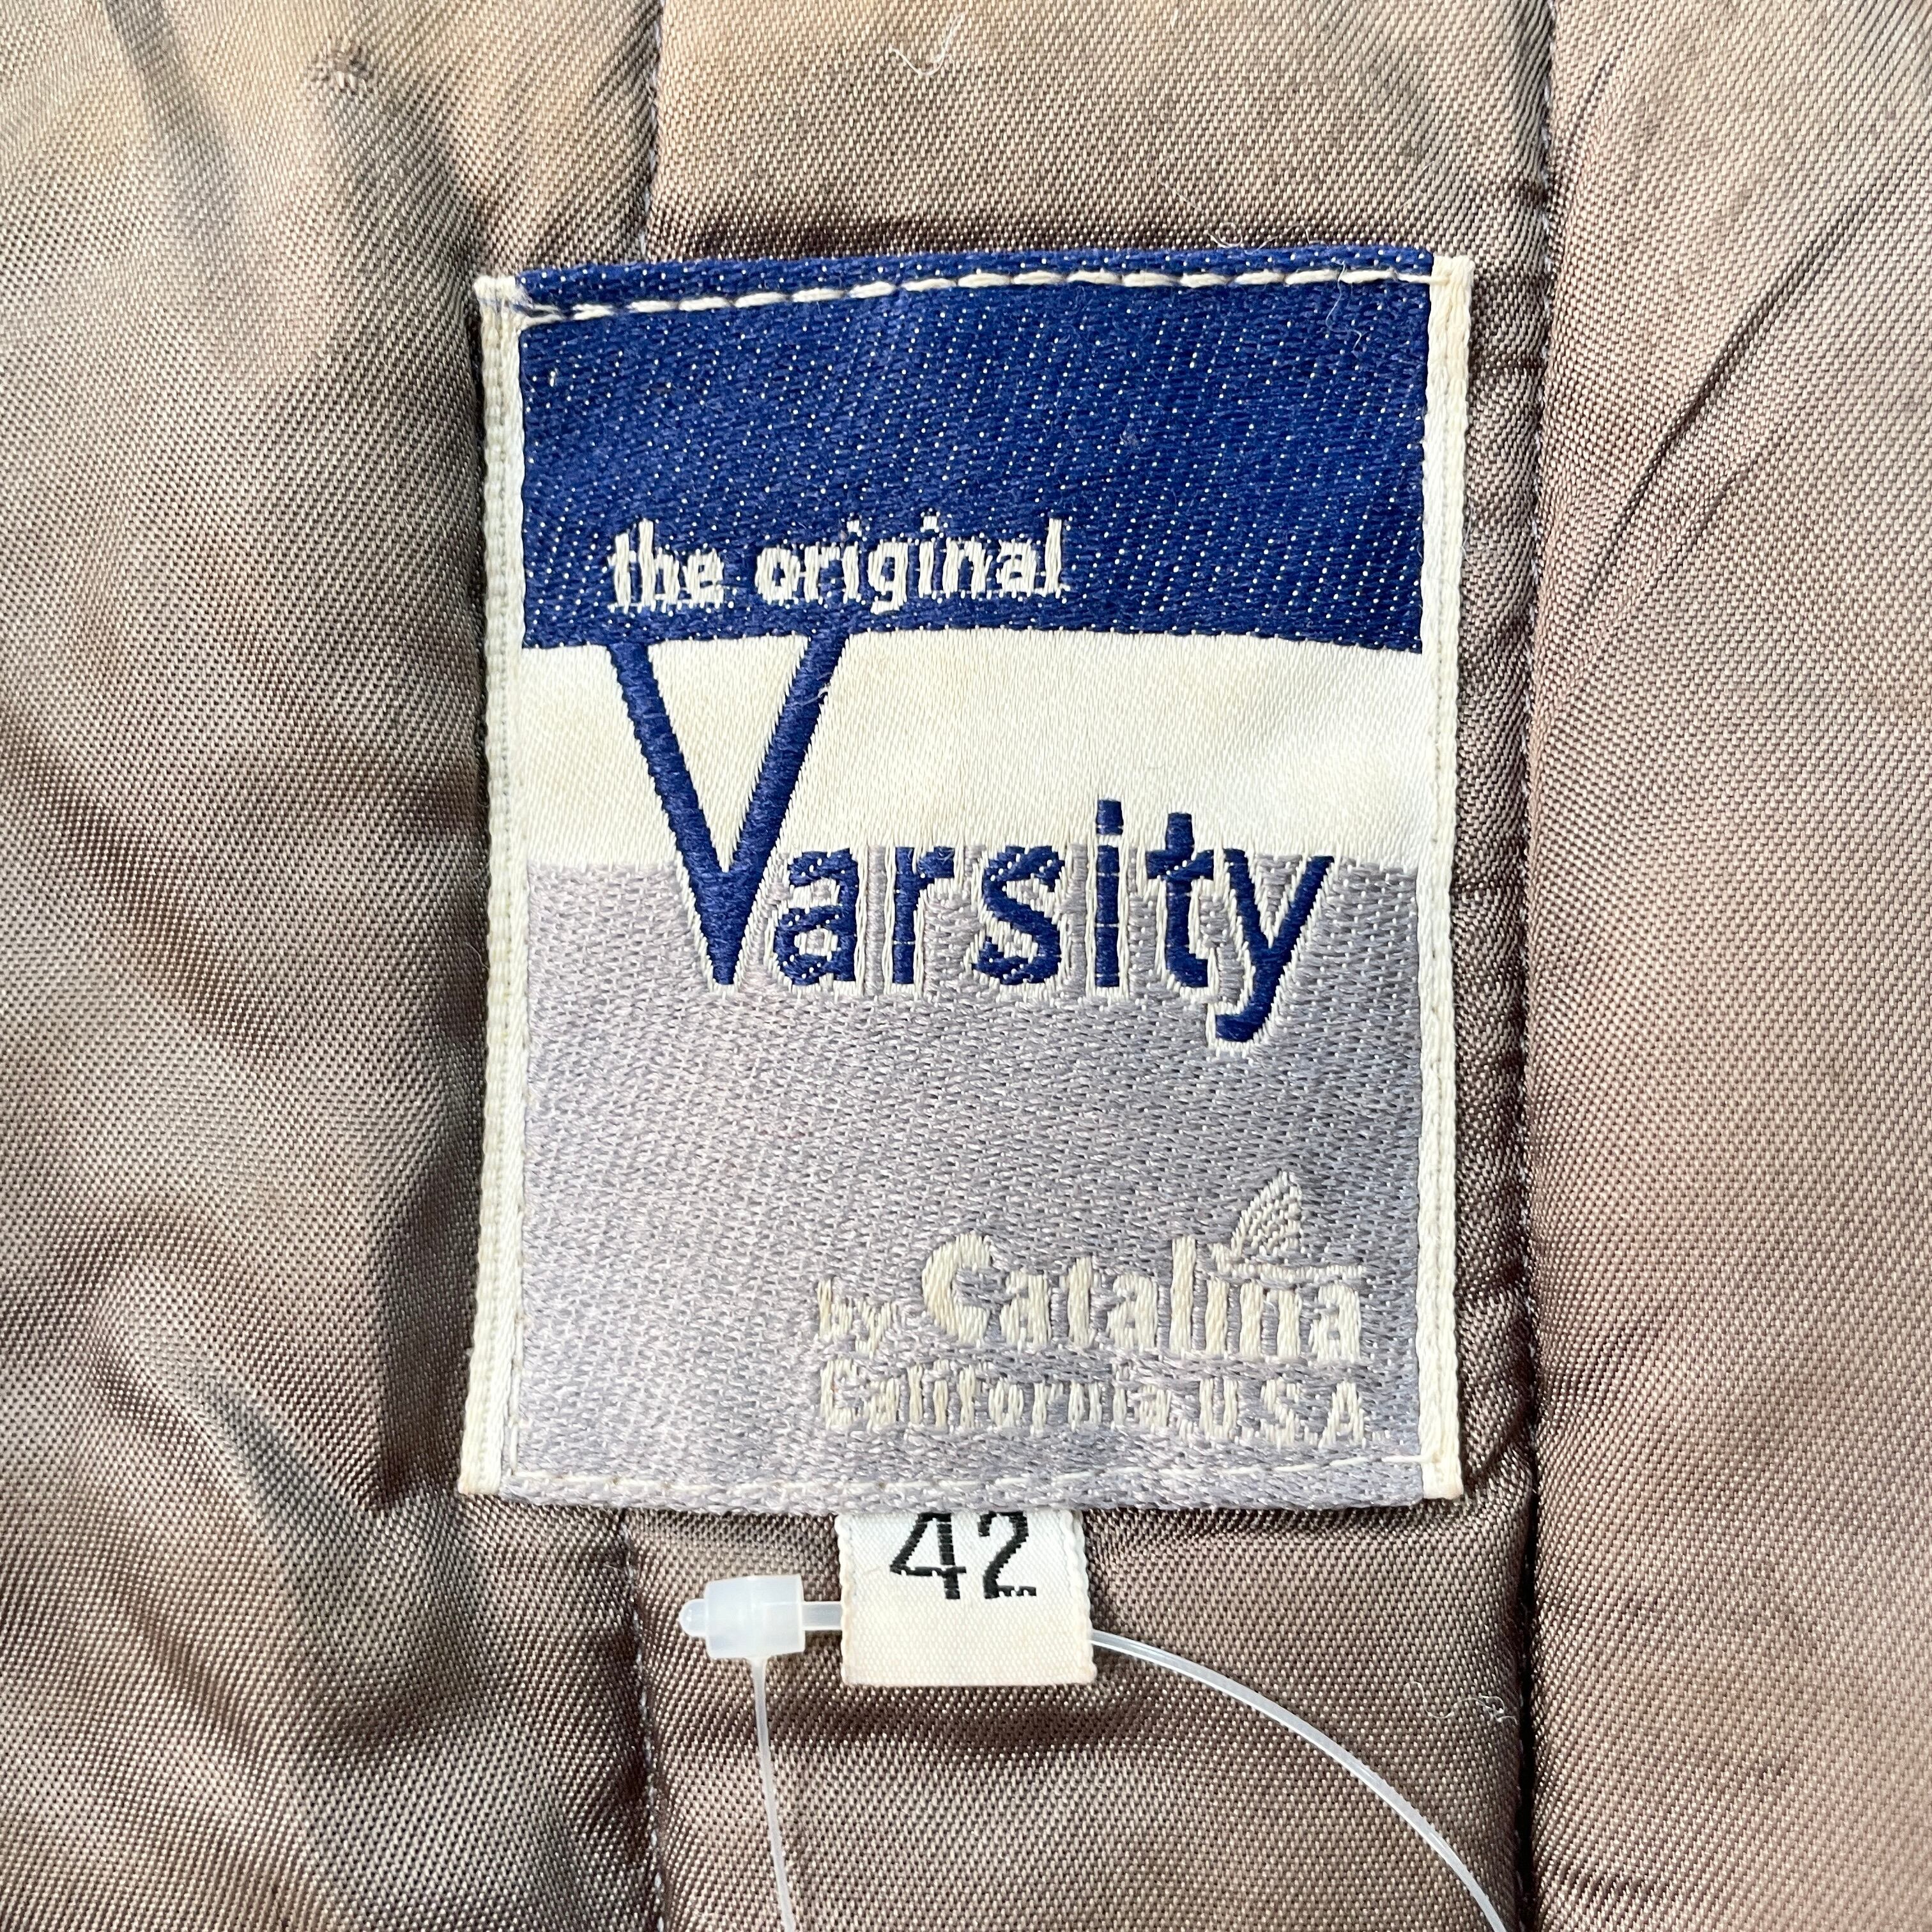 the original
Varsity
by Catalina
California, U.S.A.
42